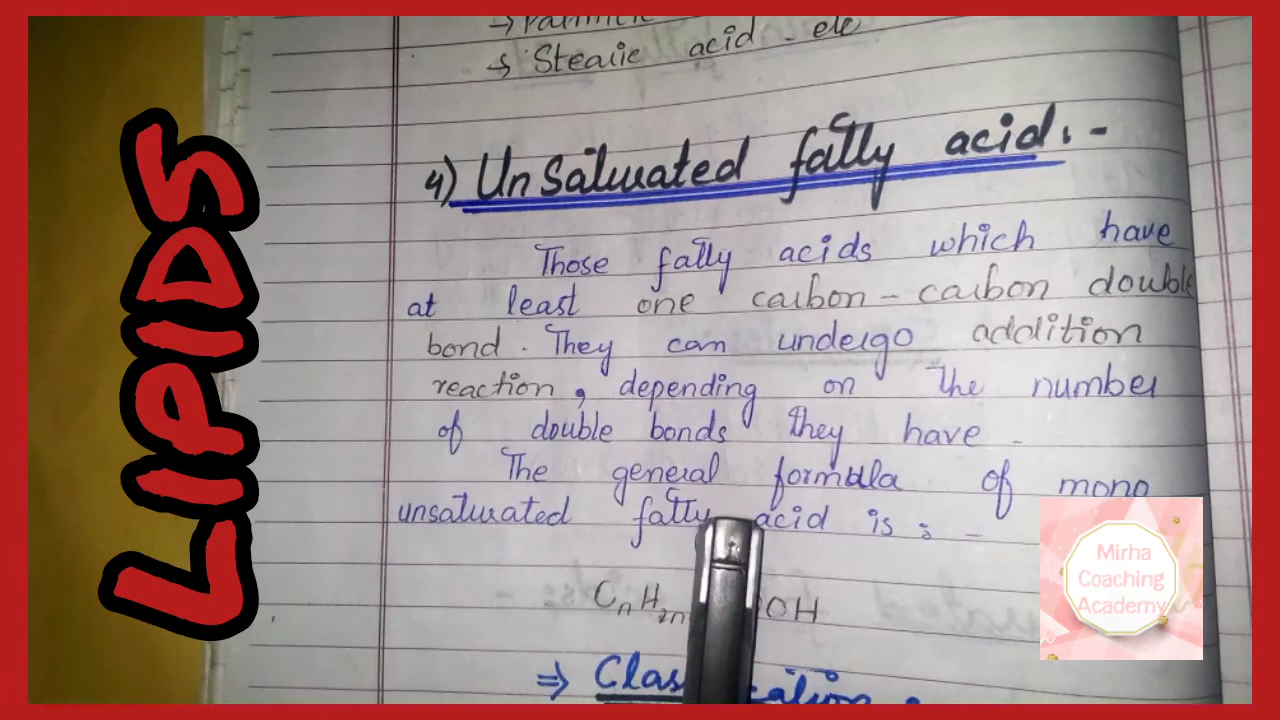 LIPIDS
→ Palmitic
→ Stearic acid - etc
4) Unsaturated fatty acid :-
Those fatty acids which have
at least one carbon - carbon double
bond. They can undergo addition
reaction, depending on the number
of double bonds they have -
The general formula of mono
unsaturated fatty acid is :-
CnH2n OOH
⇒
Mirha
Coaching
Academy